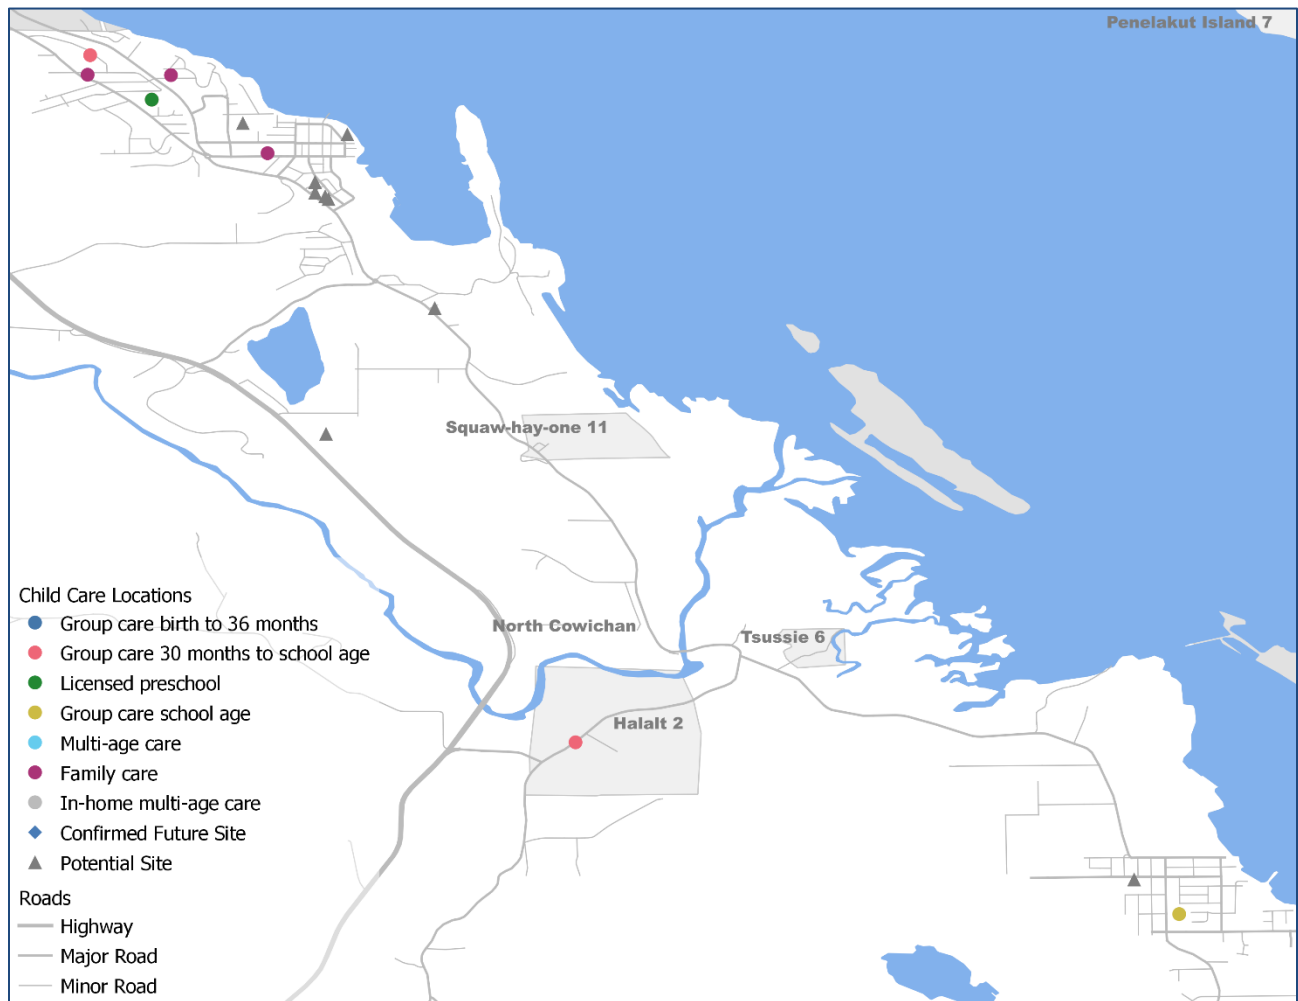 Penelakut Island 7
Squaw-hay-one 11
North Cowichan
Tsussie 6
Halalt 2
Child Care Locations
Group care birth to 36 months
Group care 30 months to school age
Licensed preschool
Group care school age
Multi-age care
Family care
In-home multi-age care
Confirmed Future Site
Potential Site
Roads
Highway
Major Road
Minor Road